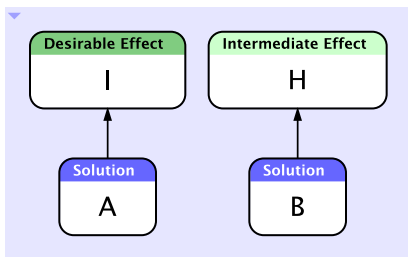 Desirable Effect
I
Intermediate Effect
H
Solution
A
Solution
B